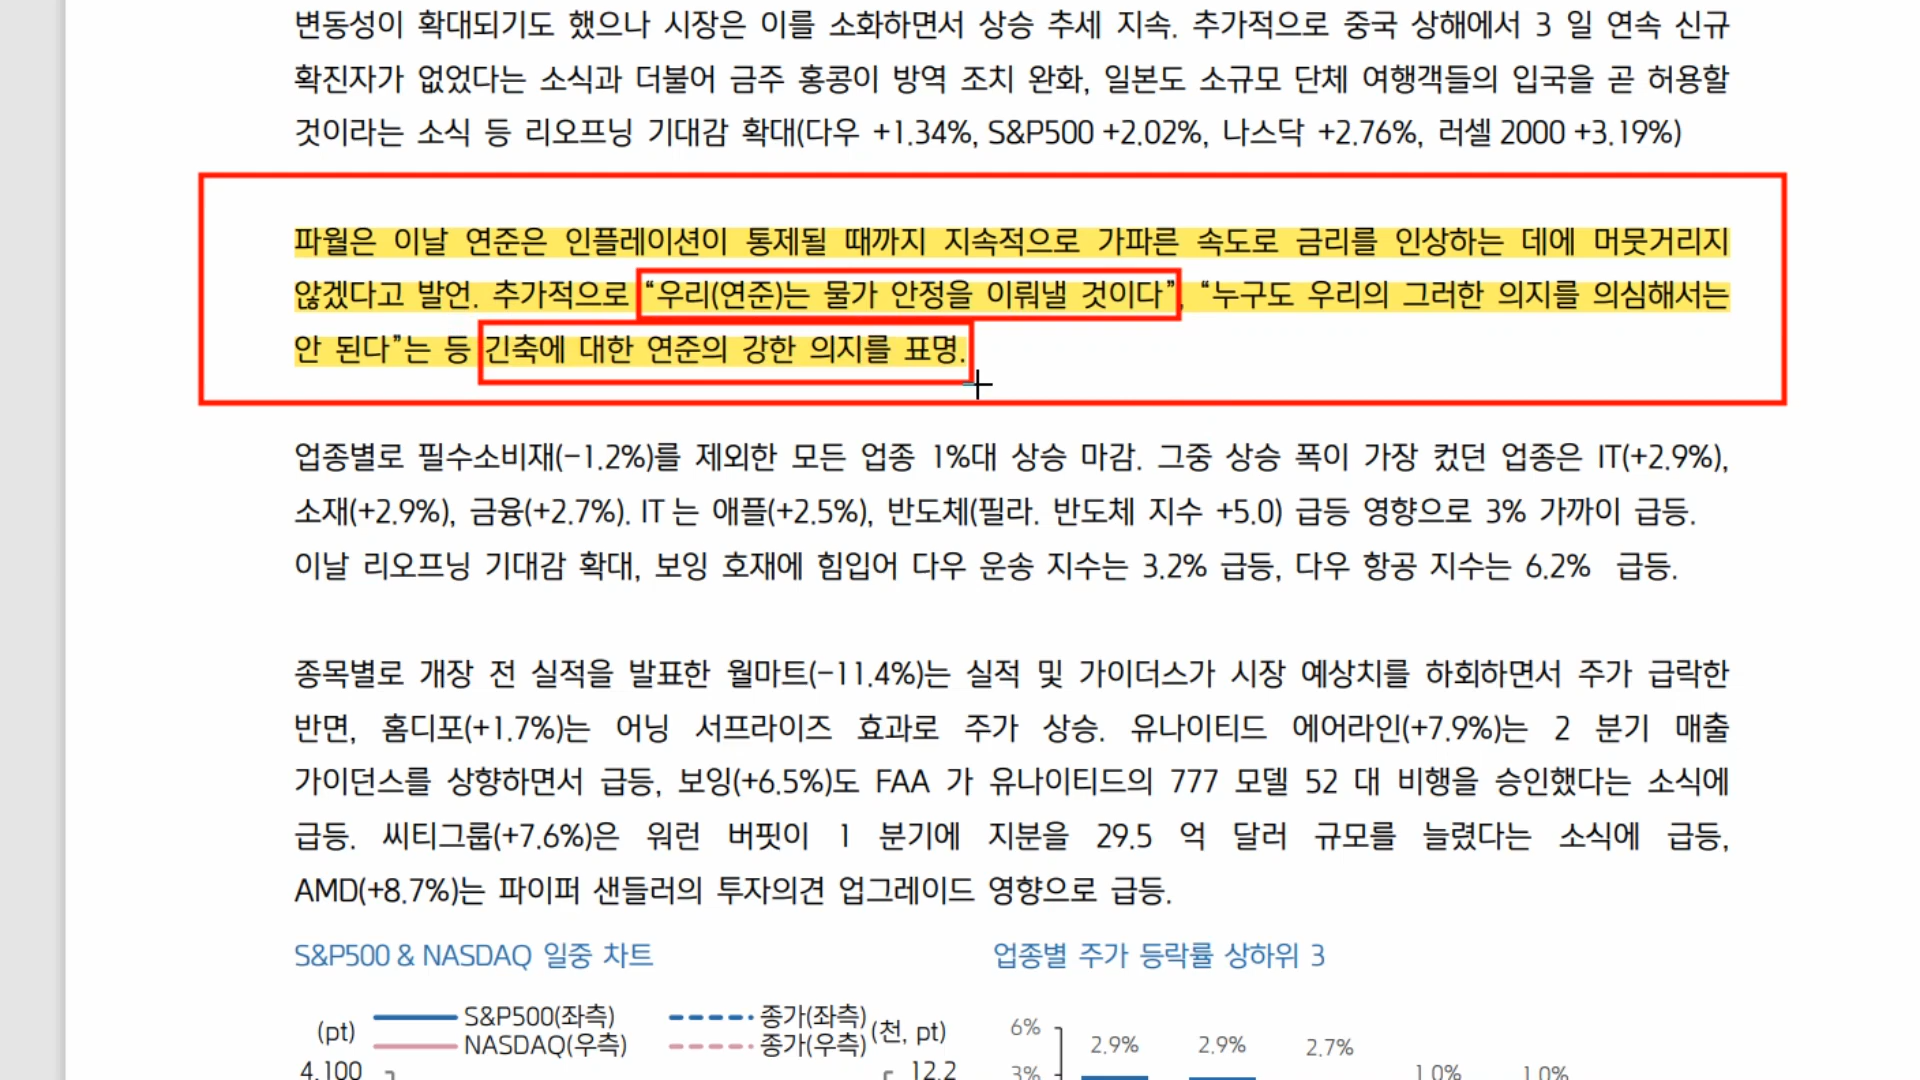 변동성이 확대되기도 했으나 시장은 이를 소화하면서 상승 추세 지속. 추가적으로 중국 상해에서 3 일 연속 신규
확진자가 없었다는 소식과 더불어 금주 홍콩이 방역 조치 완화, 일본도 소규모 단체 여행객들의 입국을 곧 허용할
것이라는 소식 등 리오프닝 기대감 확대(다우 +1.34%, S&P500 +2.02%, 나스닥 +2.76%, 러셀 2000 +3.19%)
파월은 이날 연준은 인플레이션이 통제될 때까지 지속적으로 가파른 속도로 금리를 인상하는 데에 머뭇거리지
않겠다고 발언. 추가적으로 “우리(연준)는 물가 안정을 이뤄낼 것이다”, “누구도 우리의 그러한 의지를 의심해서는
안 된다”는 등 긴축에 대한 연준의 강한 의지를 표명.
업종별로 필수소비재(-1.2%)를 제외한 모든 업종 1%대 상승 마감. 그중 상승 폭이 가장 컸던 업종은 IT(+2.9%),
소재(+2.9%), 금융(+2.7%). IT 는 애플(+2.5%), 반도체(필라. 반도체 지수 +5.0) 급등 영향으로 3% 가까이 급등.
이날 리오프닝 기대감 확대, 보잉 호재에 힘입어 다우 운송 지수는 3.2% 급등, 다우 항공 지수는 6.2% 급등.
종목별로 개장 전 실적을 발표한 월마트(-11.4%)는 실적 및 가이더스가 시장 예상치를 하회하면서 주가 급락한
반면, 홈디포(+1.7%)는 어닝 서프라이즈 효과로 주가 상승. 유나이티드 에어라인(+7.9%)는 2 분기 매출
가이던스를 상향하면서 급등, 보잉(+6.5%)도 FAA 가 유나이티드의 777 모델 52 대 비행을 승인했다는 소식에
급등. 씨티그룹(+7.6%)은 워런 버핏이 1 분기에 지분을 29.5 억 달러 규모를 늘렸다는 소식에 급등,
AMD(+8.7%)는 파이퍼 샌들러의 투자의견 업그레이드 영향으로 급등.
S&P500 & NASDAQ 일중 차트
업종별 주가 등락률 상하위 3
(pt) S&P500(좌측) 종가(좌측) (천, pt)
NASDAQ(우측) 종가(우측)
4,100 12.2
6% 2.9% 2.9% 2.7%
3% 1.0% 1.0%